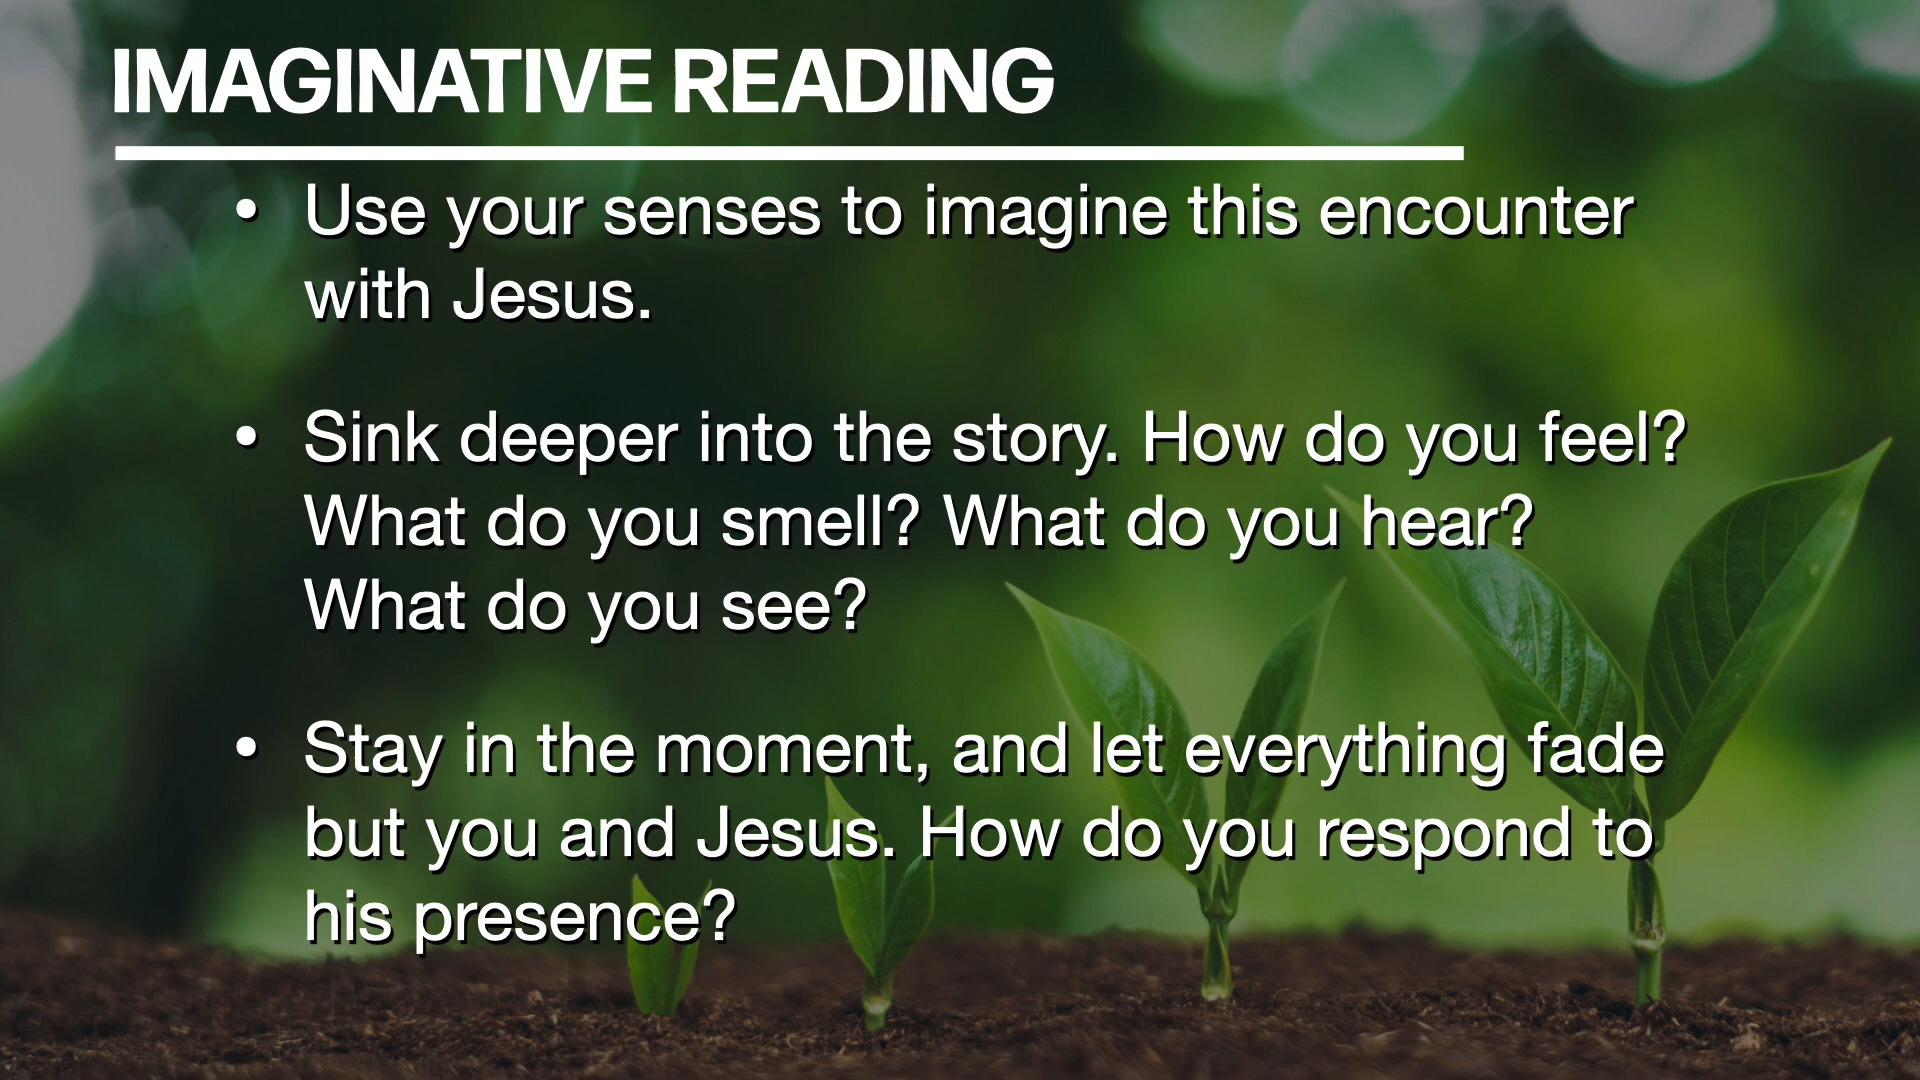 IMAGINATIVE READING
• Use your senses to imagine this encounter
with Jesus.
• Sink deeper into the story. How do you feel?
What do you smell? What do you hear?
What do you see?
• Stay in the moment, and let everything fade
but you and Jesus. How do you respond to
his presence?